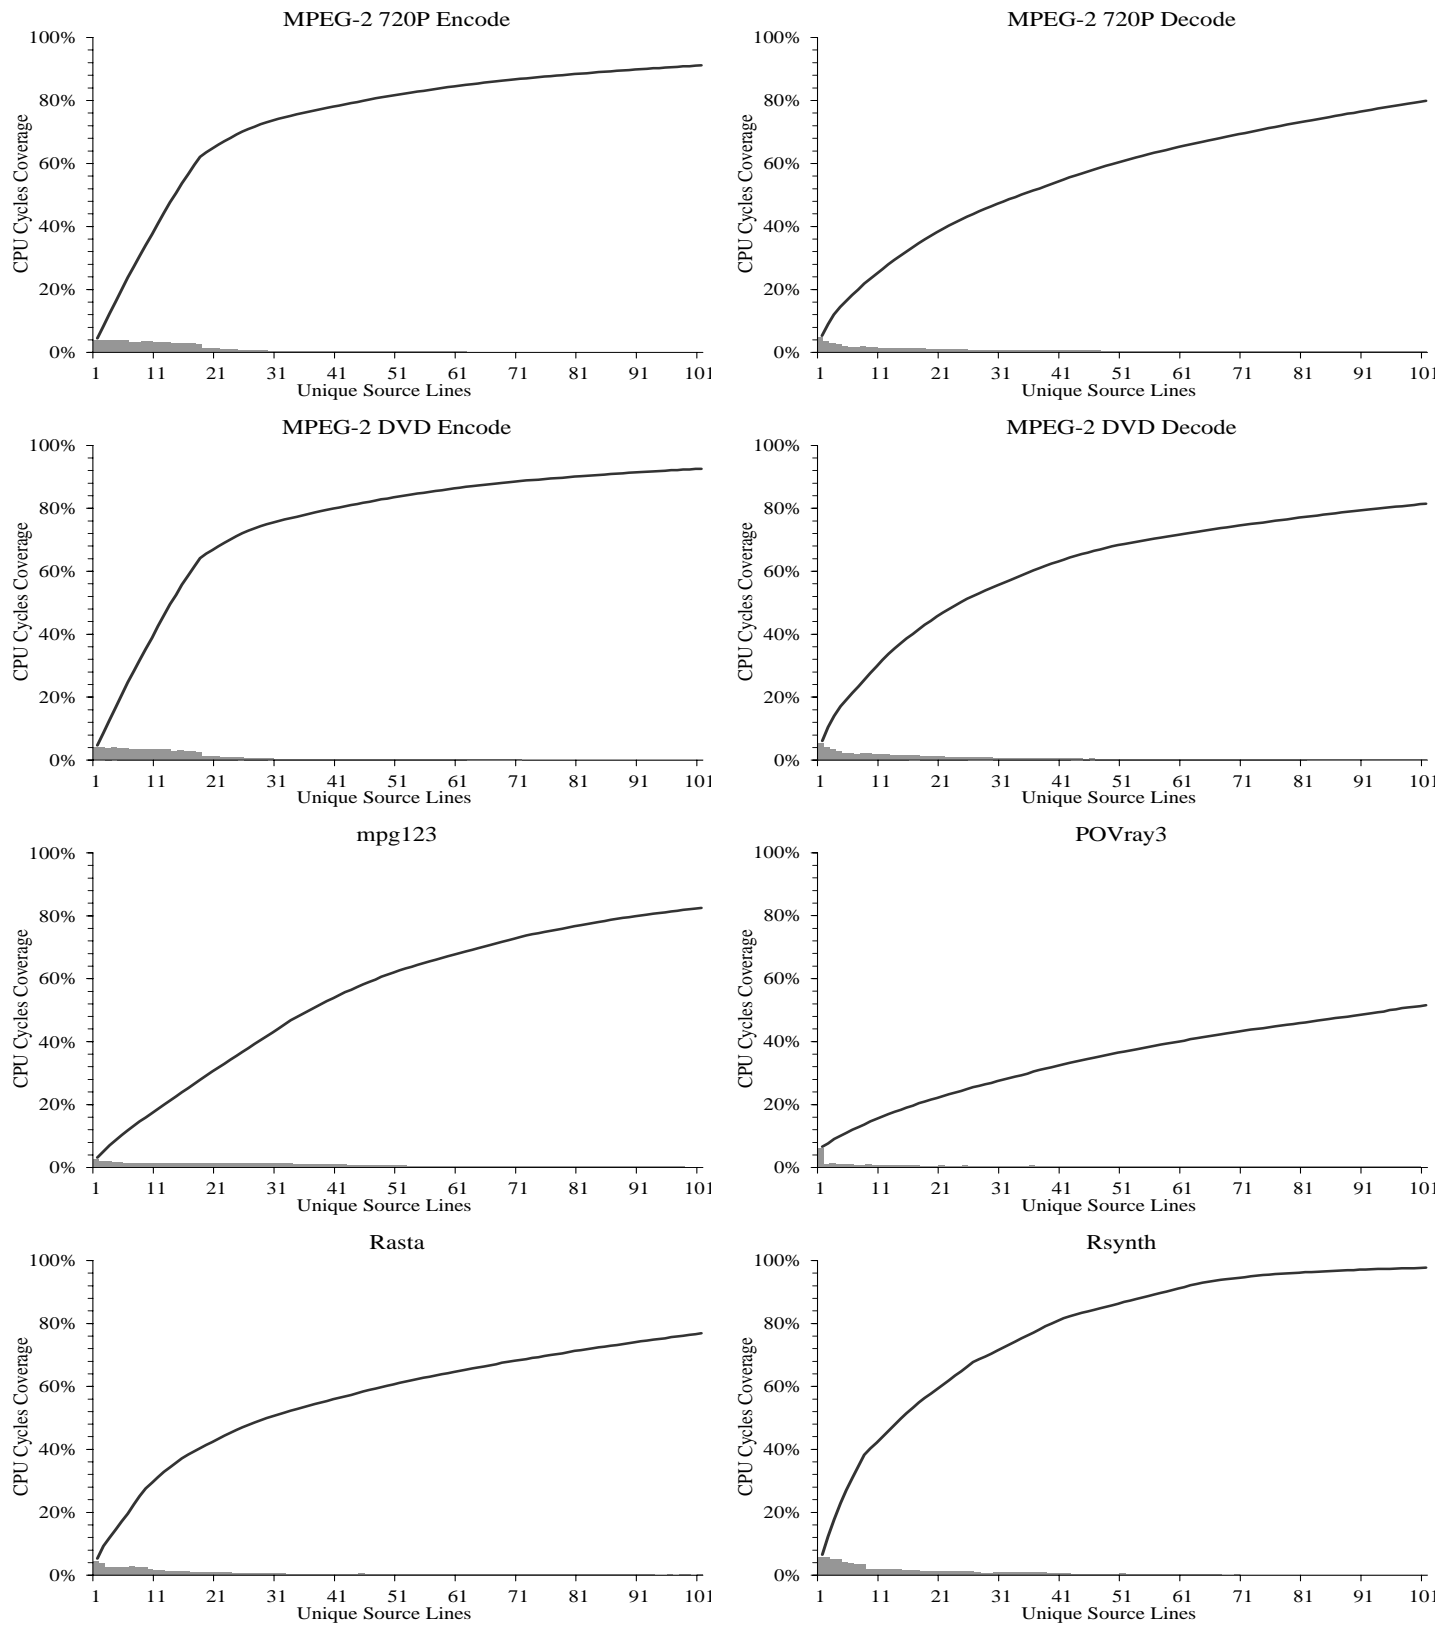 MPEG-2 720P Encode
CPU Cycles Coverage
100%
80%
60%
40%
20%
0%
1 11 21 31 41 51 61 71 81 91 101
Unique Source Lines
MPEG-2 720P Decode
CPU Cycles Coverage
100%
80%
60%
40%
20%
0%
1 11 21 31 41 51 61 71 81 91 101
Unique Source Lines
MPEG-2 DVD Encode
CPU Cycles Coverage
100%
80%
60%
40%
20%
0%
1 11 21 31 41 51 61 71 81 91 101
Unique Source Lines
MPEG-2 DVD Decode
CPU Cycles Coverage
100%
80%
60%
40%
20%
0%
1 11 21 31 41 51 61 71 81 91 101
Unique Source Lines
mpg123
CPU Cycles Coverage
100%
80%
60%
40%
20%
0%
1 11 21 31 41 51 61 71 81 91 101
Unique Source Lines
POVray3
CPU Cycles Coverage
100%
80%
60%
40%
20%
0%
1 11 21 31 41 51 61 71 81 91 101
Unique Source Lines
Rasta
CPU Cycles Coverage
100%
80%
60%
40%
20%
0%
1 11 21 31 41 51 61 71 81 91 101
Unique Source Lines
Rsynth
CPU Cycles Coverage
100%
80%
60%
40%
20%
0%
1 11 21 31 41 51 61 71 81 91 101
Unique Source Lines